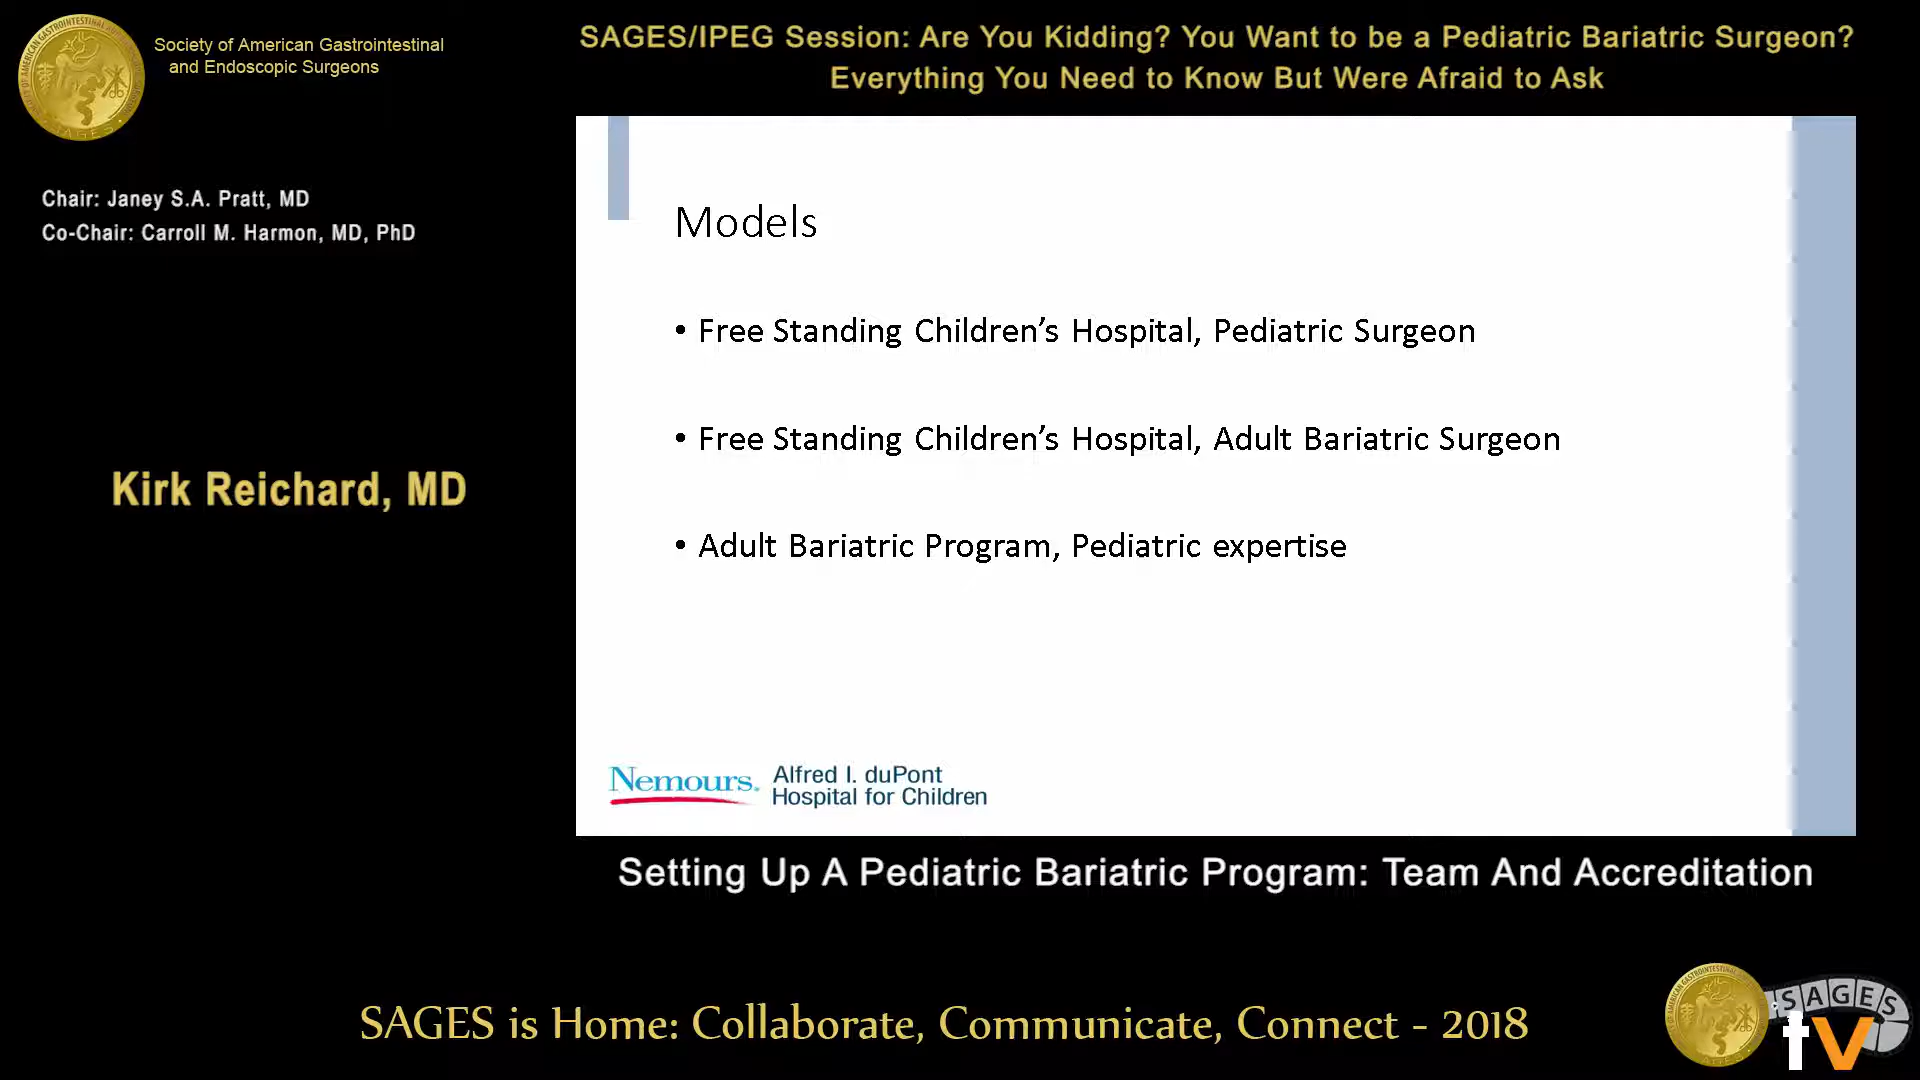 Society of American Gastrointestinal
and Endoscopic Surgeons
SAGES/IPEG Session: Are You Kidding? You Want to be a Pediatric Bariatric Surgeon?
Everything You Need to Know But Were Afraid to Ask
Chair: Janey S.A. Pratt, MD
Co-Chair: Carroll M. Harmon, MD, PhD
Kirk Reichard, MD
Models
• Free Standing Children’s Hospital, Pediatric Surgeon
• Free Standing Children’s Hospital, Adult Bariatric Surgeon
• Adult Bariatric Program, Pediatric expertise
Nemours.
Alfred I. duPont
Hospital for Children
Setting Up A Pediatric Bariatric Program: Team And Accreditation
SAGES is Home: Collaborate, Communicate, Connect - 2018
SAGES
tv